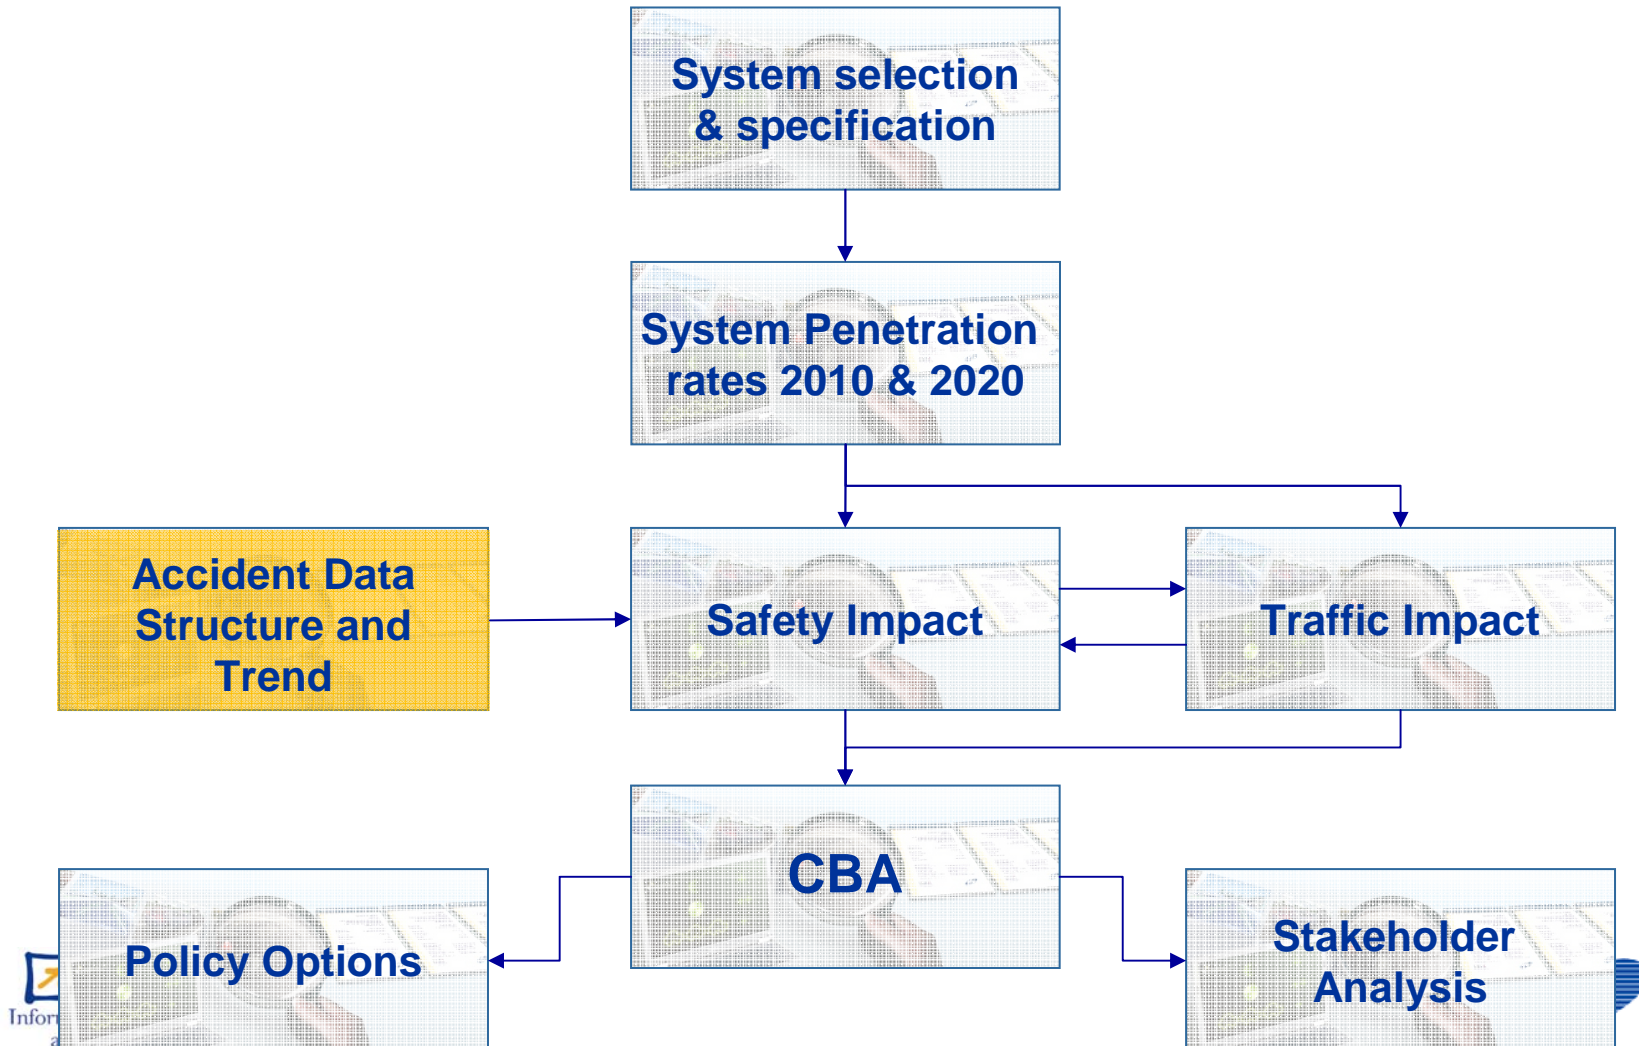 System selection
& specification
System Penetration
rates 2010 & 2020
Accident Data
Structure and
Trend
Safety Impact
Traffic Impact
CBA
Policy Options
Stakeholder
Analysis
Infor
a